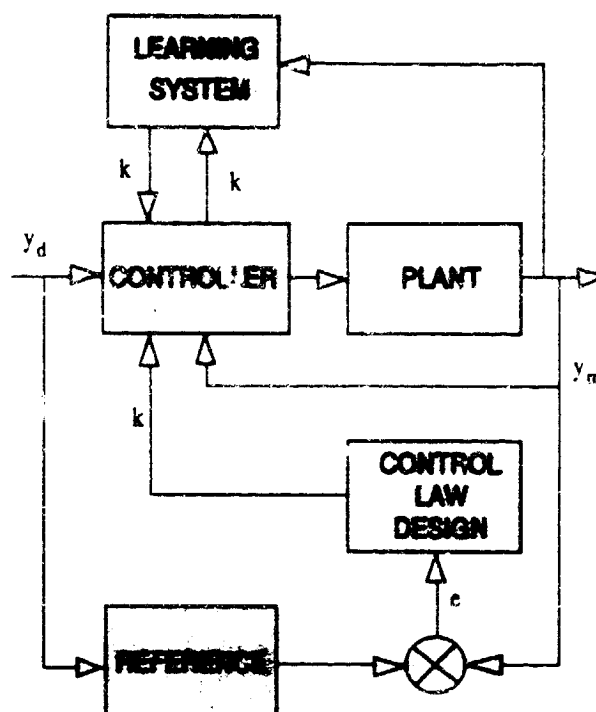 LEARNING
SYSTEM
k
k
y_d
CONTROLLER
PLANT
y_m
k
CONTROL
LAW
DESIGN
e
REFERENCE